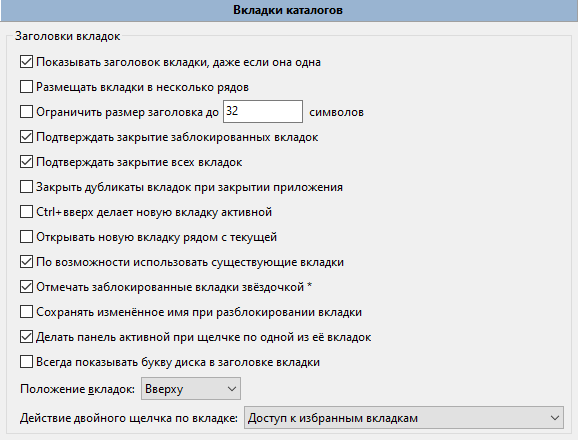 Вкладки каталогов
Заголовки вкладок
Показывать заголовок вкладки, даже если она одна
Размещать вкладки в несколько рядов
Ограничить размер заголовка до 32 символов
Подтверждать закрытие заблокированных вкладок
Подтверждать закрытие всех вкладок
Закрыть дубликаты вкладок при закрытии приложения
Ctrl+вверх делает новую вкладку активной
Открывать новую вкладку рядом с текущей
По возможности использовать существующие вкладки
Отмечать заблокированные вкладки звёздочкой *
Сохранять изменённое имя при разблокировании вкладки
Делать панель активной при щелчке по одной из её вкладок
Всегда показывать букву диска в заголовке вкладки
Положение вкладок: Вверху
Действие двойного щелчка по вкладке: Доступ к избранным вкладкам